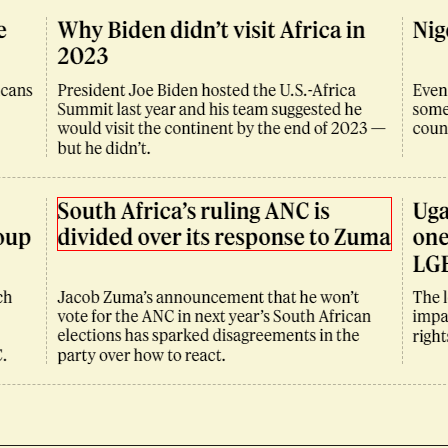 e
Why Biden didn't visit Africa in
2023
Nige
cans
President Joe Biden hosted the U.S.-Africa
Summit last year and his team suggested he
would visit the continent by the end of 2023 —
but he didn't.
Even
some
coun
South Africa's ruling ANC is
divided over its response to Zuma
oup
Uga
one
LGB
ch
Jacob Zuma's announcement that he won't
vote for the ANC in next year's South African
elections has sparked disagreements in the
party over how to react.
The l
impa
right